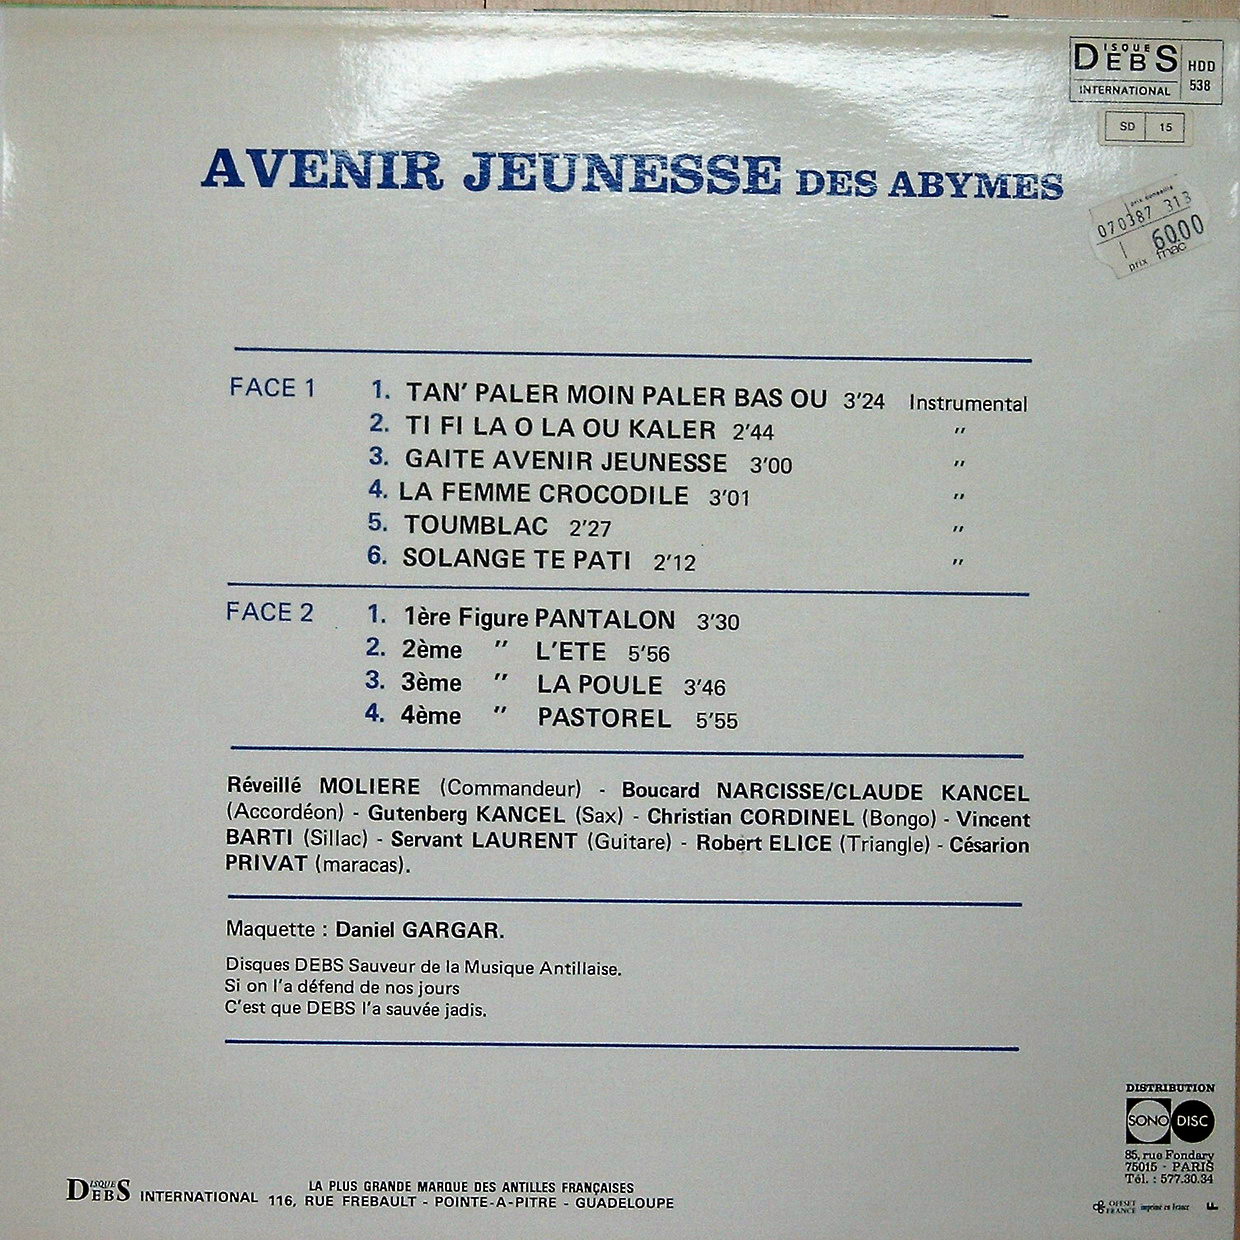 DISQUE DEBS INTERNATIONAL HDD 538
SD 15
AVENIR JEUNESSE DES ABYMES
prix conseillé
070387 313
60.00
prix fnac
FACE 1 1. TAN' PALER MOIN PALER BAS OU 3'24 Instrumental
2. TI FI LA O LA OU KALER 2'44 "
3. GAITE AVENIR JEUNESSE 3'00 "
4. LA FEMME CROCODILE 3'01 "
5. TOUMBLAC 2'27 "
6. SOLANGE TE PATI 2'12 "
FACE 2 1. 1ère Figure PANTALON 3'30
2. 2ème " L'ETE 5'56
3. 3ème " LA POULE 3'46
4. 4ème " PASTOREL 5'55
Réveillé MOLIERE (Commandeur) - Boucard NARCISSE/CLAUDE KANCEL
(Accordéon) - Gutenberg KANCEL (Sax) - Christian CORDINEL (Bongo) - Vincent
BARTI (Sillac) - Servant LAURENT (Guitare) - Robert ELICE (Triangle) - Césarion
PRIVAT (maracas).
Maquette : Daniel GARGAR.
Disques DEBS Sauveur de la Musique Antillaise.
Si on l'a défend de nos jours
C'est que DEBS l'a sauvée jadis.
DISTRIBUTION
SONO DISC
85, rue Fondary
75015 - PARIS
Tél. : 577.30.34
LA PLUS GRANDE MARQUE DES ANTILLES FRANÇAISES
DISQUE DEBS INTERNATIONAL 116, RUE FREBAULT - POINTE-A-PITRE - GUADELOUPE
OFFSET FRANCE imprimé en France